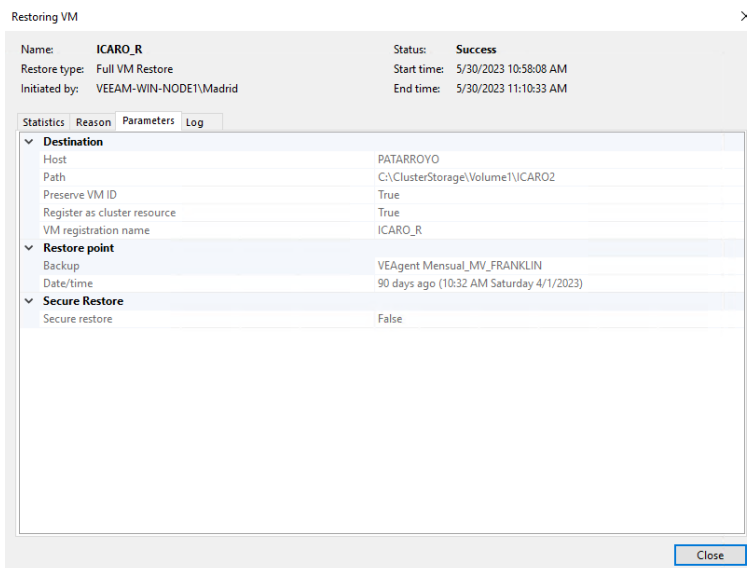 Restoring VM
Name: ICARO_R Status: Success
Restore type: Full VM Restore Start time: 5/30/2023 10:58:08 AM
Initiated by: VEEAM-WIN-NODE1\Madrid End time: 5/30/2023 11:10:33 AM
Statistics Reason Parameters Log
Destination
Host PATARROYO
Path C:\ClusterStorage\Volume1\ICARO2
Preserve VM ID True
Register as cluster resource True
VM registration name ICARO_R
Restore point
Backup VEAgent Mensual_MV_FRANKLIN
Date/time 90 days ago (10:32 AM Saturday 4/1/2023)
Secure Restore
Secure restore False
Close